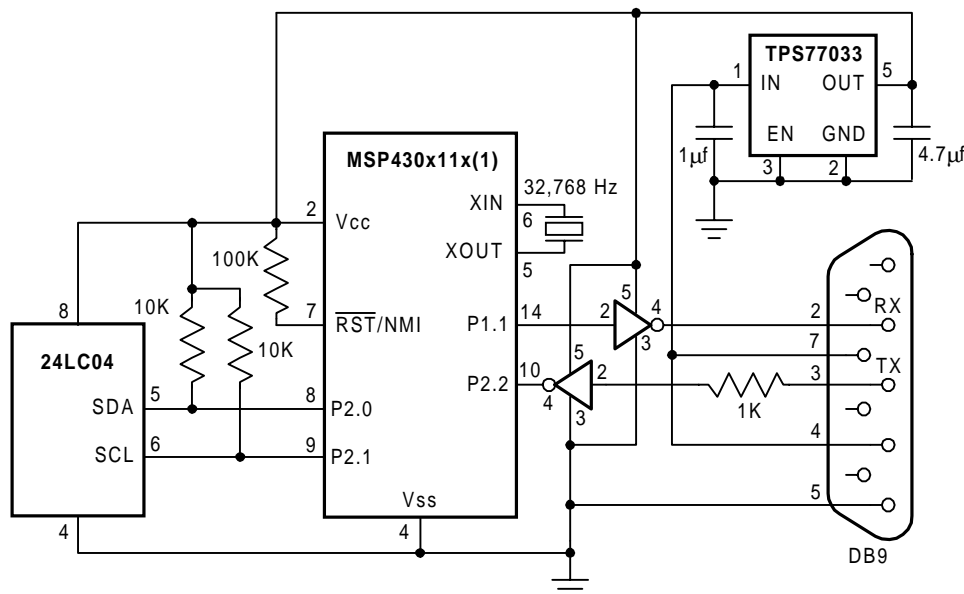 TPS77033
1
IN
OUT
5
EN
GND
3
2
1µf
4.7µf
MSP430x11x(1)
32,768 Hz
XIN
6
2
Vcc
XOUT
5
100K
10K
8
7
RST/NMI
10K
P1.1
14
2
5
4
3
2
RX
7
24LC04
P2.2
10
5
4
2
3
1K
TX
3
5
SDA
8
P2.0
SCL
6
9
P2.1
4
Vss
4
4
5
DB9